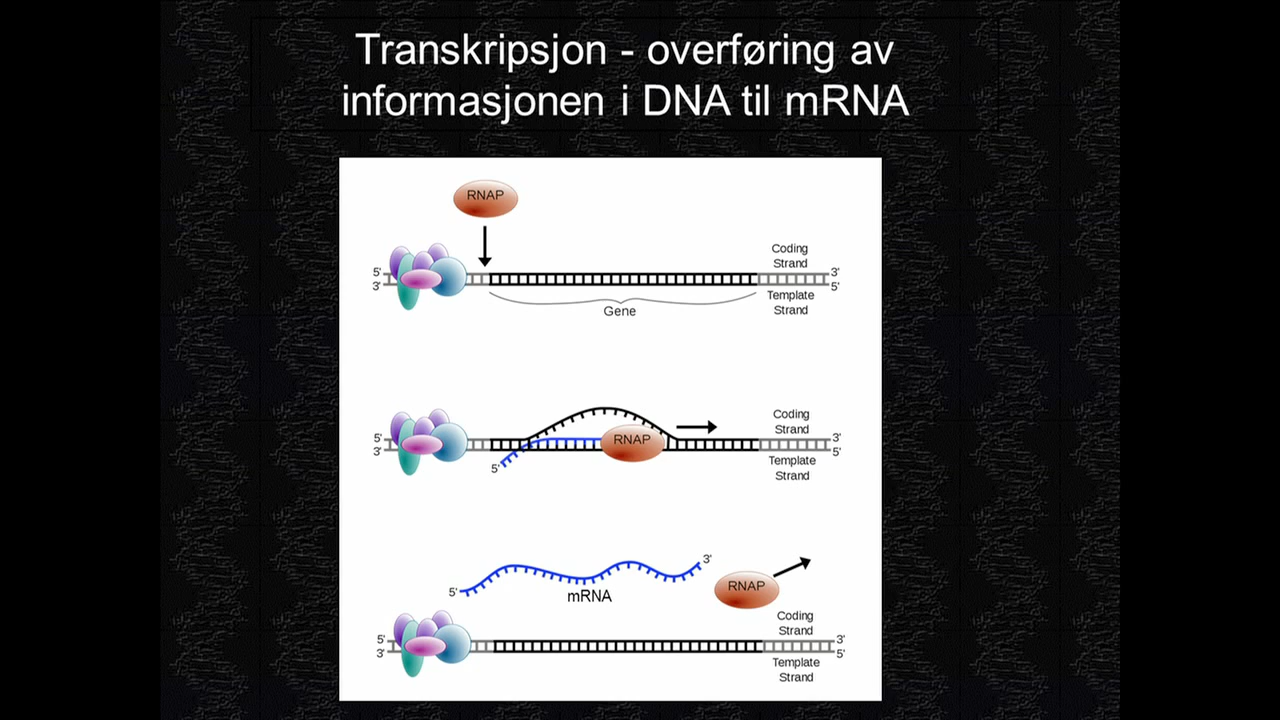 Transkripsjon - overføring av
informasjonen i DNA til mRNA
RNAP
Coding
Strand
5'
3'
3'
5'
Template
Strand
Gene
Coding
Strand
RNAP
5'
3'
3'
5'
Template
Strand
5'
3'
RNAP
5'
mRNA
Coding
Strand
5'
3'
3'
5'
Template
Strand